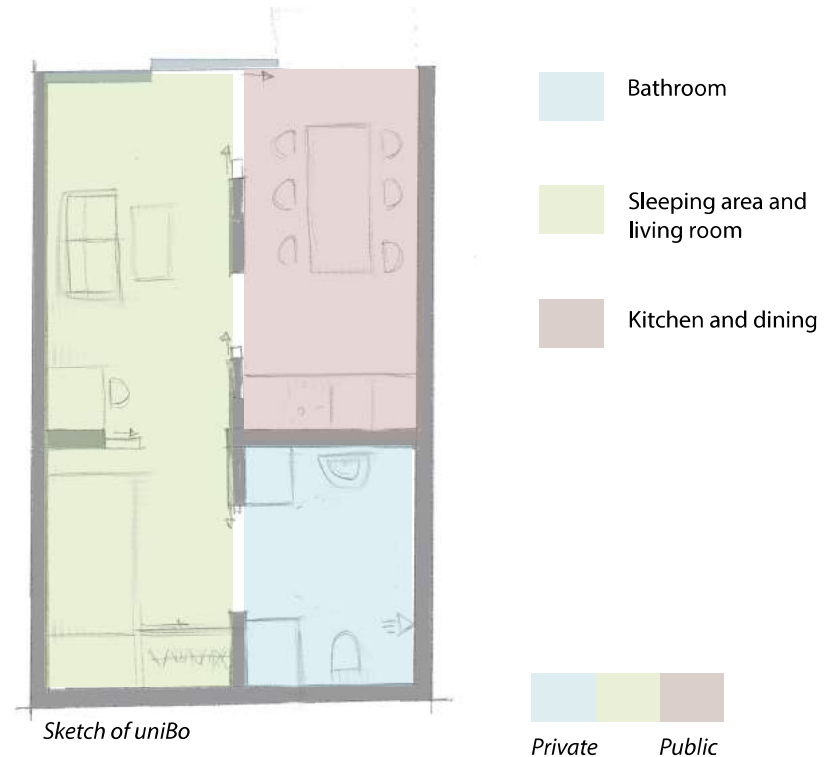 Bathroom
Sleeping area and
living room
Kitchen and dining
Sketch of uniBo
Private
Public